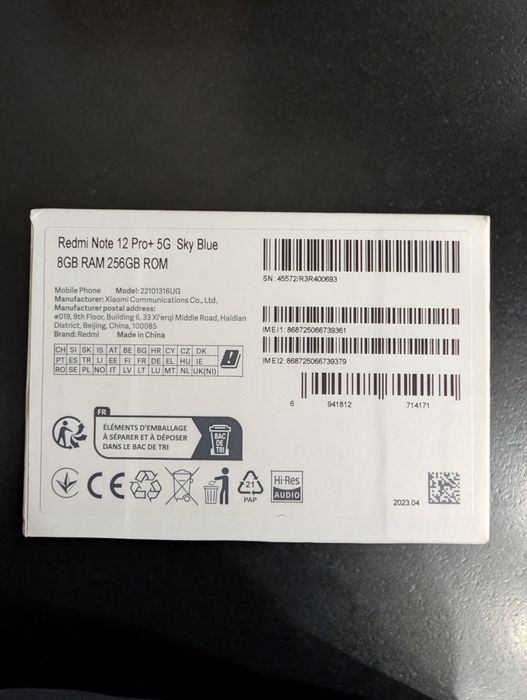 Redmi Note 12 Pro+ 5G Sky Blue
8GB RAM 256GB ROM
Mobile Phone Model: 22101316UG
Manufacturer: Xiaomi Communications Co., Ltd.
Manufacturer postal address:
#019, 9th Floor, Building 6, 33 Xi'erqi Middle Road, Haidian
District, Beijing, China, 100085
Brand: Redmi Made in China
CH SI SK IS AT BE BG HR CY CZ DK
PT ES TR LI EE FI FR DE EL HU IE
RO SE PL NO IT LV LT LU MT NL UK(NI)
SN: 45572/R3R400693
IMEI1: 868725066739361
IMEI2: 868725066739379
6 941812 714171
FR
ÉLÉMENTS D'EMBALLAGE
À SÉPARER ET À DÉPOSER
DANS LE BAC DE TRI
BAC
DE
TRI
CE
21
PAP
Hi-Res
AUDIO
2023.04